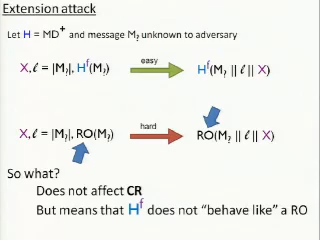 Extension attack
Let H = MD⁺ and message M? unknown to adversary
X, ℓ = |M?|, Hᶠ(M?) easy Hᶠ(M? || ℓ || X)
X, ℓ = |M?|, RO(M?) hard RO(M? || ℓ || X)
So what?
Does not affect CR
But means that Hᶠ does not "behave like" a RO